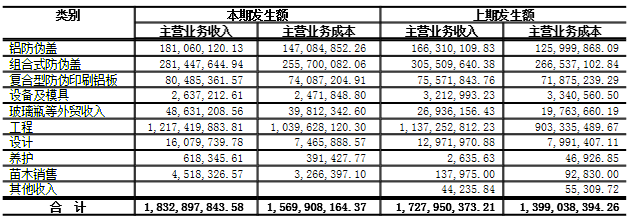 类别 本期发生额 上期发生额
主营业务收入 主营业务成本 主营业务收入 主营业务成本
铝防伪盖 181,060,120.13 147,084,852.26 166,310,109.83 125,999,868.09
组合式防伪盖 281,447,644.94 255,700,082.06 305,509,640.38 266,537,102.84
复合型防伪印刷铝板 80,485,361.57 74,087,204.91 75,571,843.76 71,875,239.29
设备及模具 2,637,212.61 2,471,848.80 3,212,993.23 3,340,560.50
玻璃瓶等外贸收入 48,631,208.56 39,812,342.60 26,936,156.43 19,763,660.19
工程 1,217,419,883.81 1,039,628,120.30 1,137,252,812.23 903,335,489.67
设计 16,079,739.78 7,465,888.57 12,971,970.88 7,991,407.11
养护 618,345.61 391,427.77 2,635.63 46,926.85
苗木销售 4,518,326.57 3,266,397.10 137,975.00 92,830.00
其他收入 44,235.84 55,309.72
合 计 1,832,897,843.58 1,569,908,164.37 1,727,950,373.21 1,399,038,394.26